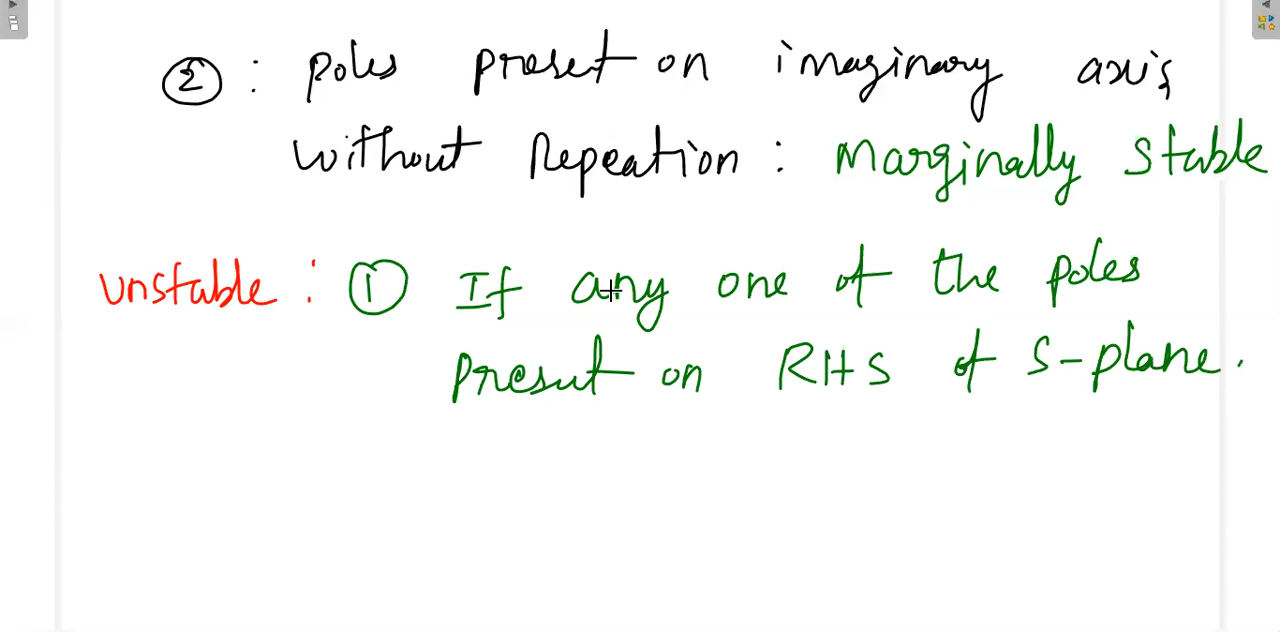 ② : poles preset on imaginary axis
without Repeation : Marginally stable
unstable : ① If any one of the poles
Present on RHS of S-plane.